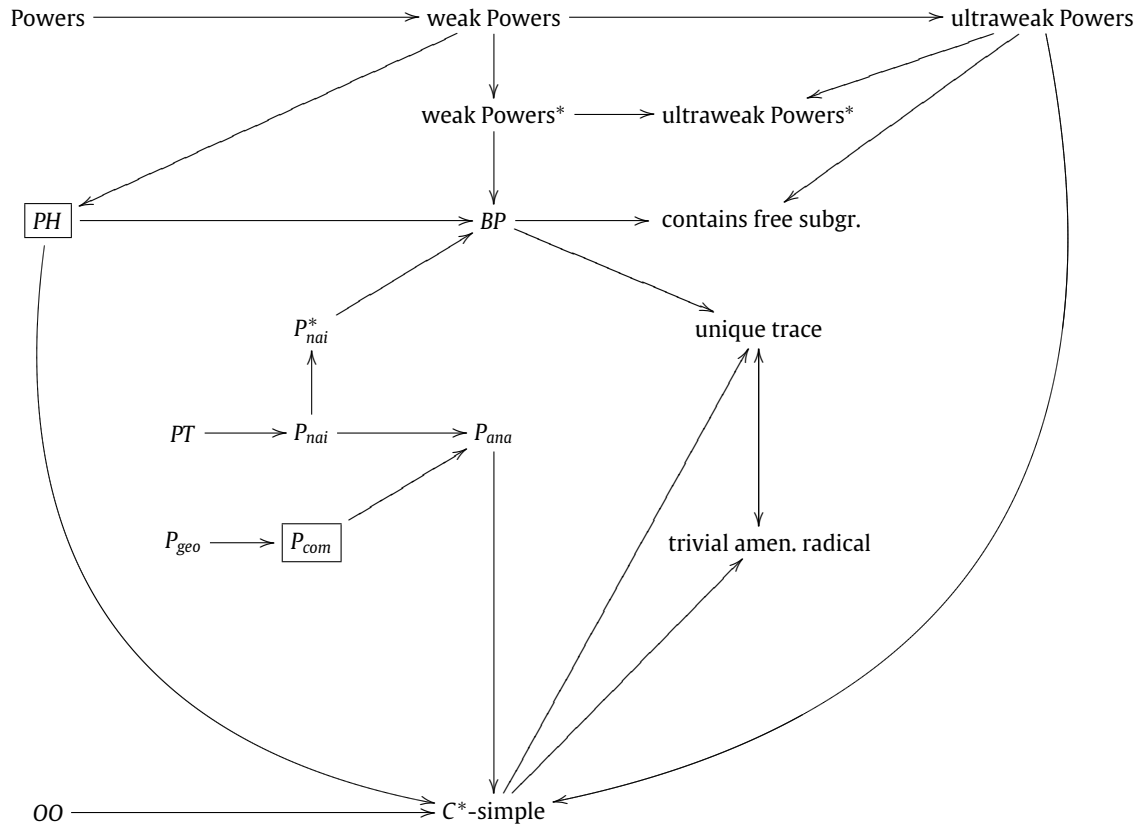 Powers weak Powers ultraweak Powers
weak Powers* ultraweak Powers*
PH BP contains free subgr.
P*nai unique trace
PT Pnai Pana
Pgeo Pcom trivial amen. radical
OO C*-simple